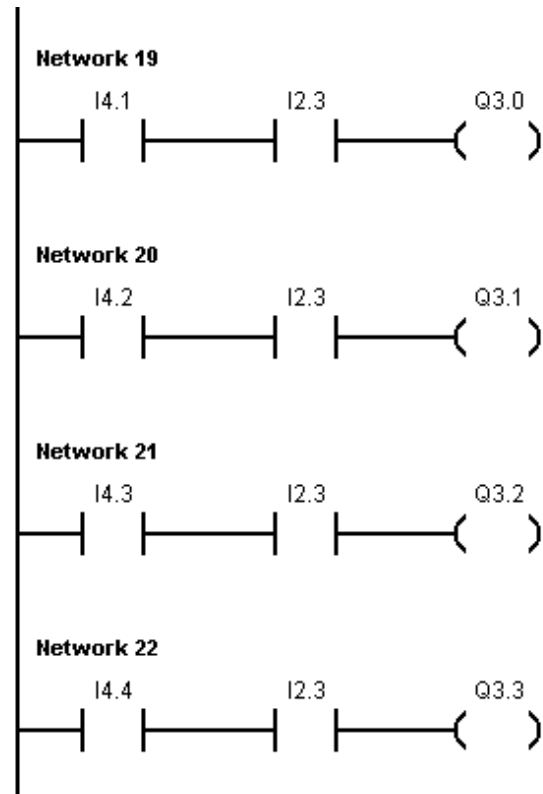 Network 19
I4.1 I2.3 Q3.0
Network 20
I4.2 I2.3 Q3.1
Network 21
I4.3 I2.3 Q3.2
Network 22
I4.4 I2.3 Q3.3